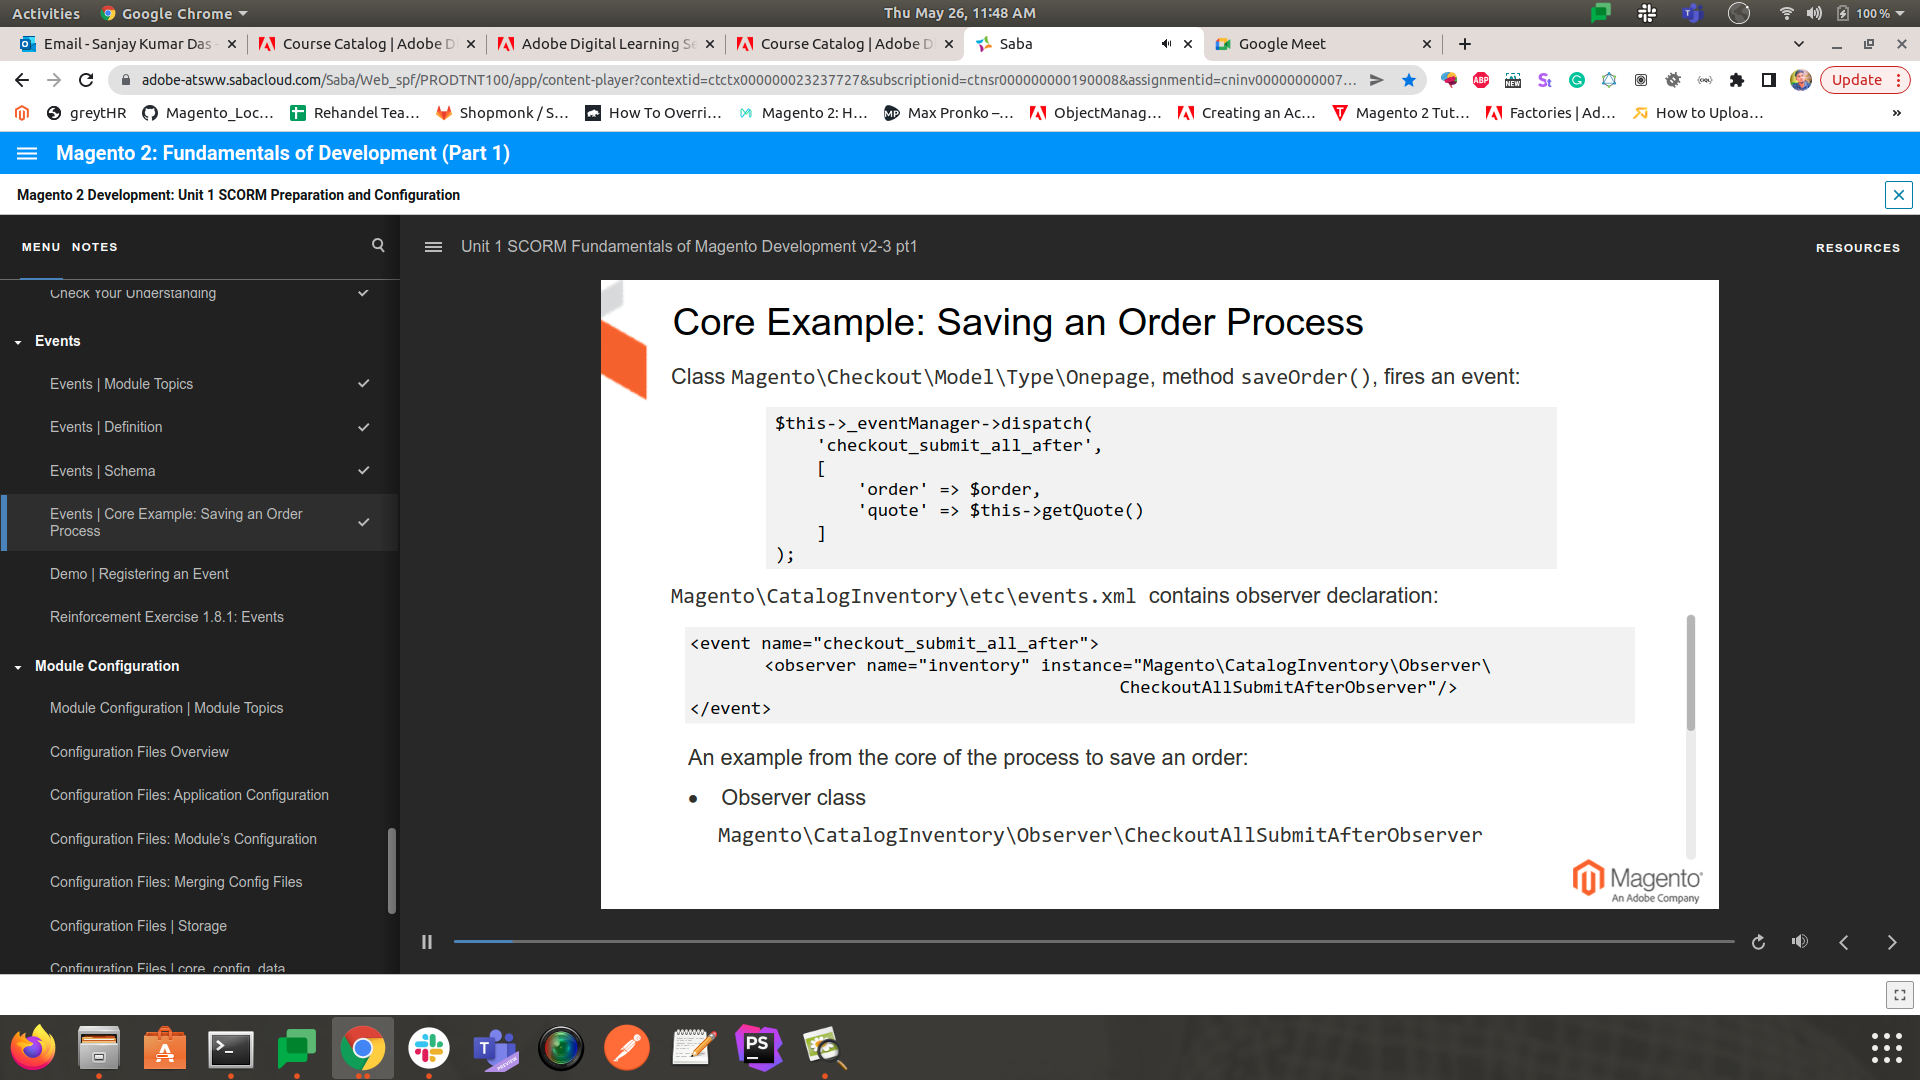 Activities
Google Chrome
Thu May 26, 11:48 AM
100 %
Email - Sanjay Kumar Das
Course Catalog | Adobe D
Adobe Digital Learning Se
Course Catalog | Adobe D
Saba
Google Meet
adobe-atsww.sabacloud.com/Saba/Web_spf/PRODTNT100/app/content-player?contextid=ctctx000000023237727&subscriptionid=ctnsr000000000190008&assignmentid=cninv00000000007...
ABP
NEW
Update
greytHR
Magento_Loc...
Rehandel Tea...
Shopmonk / S...
How To Overri...
Magento 2: H...
Max Pronko –...
ObjectManag...
Creating an Ac...
Magento 2 Tut...
Factories | Ad...
How to Uploa...
»
Magento 2: Fundamentals of Development (Part 1)
Magento 2 Development: Unit 1 SCORM Preparation and Configuration
MENU NOTES
Unit 1 SCORM Fundamentals of Magento Development v2-3 pt1
RESOURCES
Check Your Understanding
Events
Events | Module Topics
Events | Definition
Events | Schema
Events | Core Example: Saving an Order
Process
Demo | Registering an Event
Reinforcement Exercise 1.8.1: Events
Module Configuration
Module Configuration | Module Topics
Configuration Files Overview
Configuration Files: Application Configuration
Configuration Files: Module's Configuration
Configuration Files: Merging Config Files
Configuration Files | Storage
Configuration Files | core_config_data
Core Example: Saving an Order Process
Class Magento\Checkout\Model\Type\Onepage, method saveOrder(), fires an event:
$this->_eventManager->dispatch(
'checkout_submit_all_after',
[
'order' => $order,
'quote' => $this->getQuote()
]
);
Magento\CatalogInventory\etc\events.xml contains observer declaration:
<event name="checkout_submit_all_after">
<observer name="inventory" instance="Magento\CatalogInventory\Observer\
CheckoutAllSubmitAfterObserver"/>
</event>
An example from the core of the process to save an order:
• Observer class
Magento\CatalogInventory\Observer\CheckoutAllSubmitAfterObserver
Magento
An Adobe Company
PS